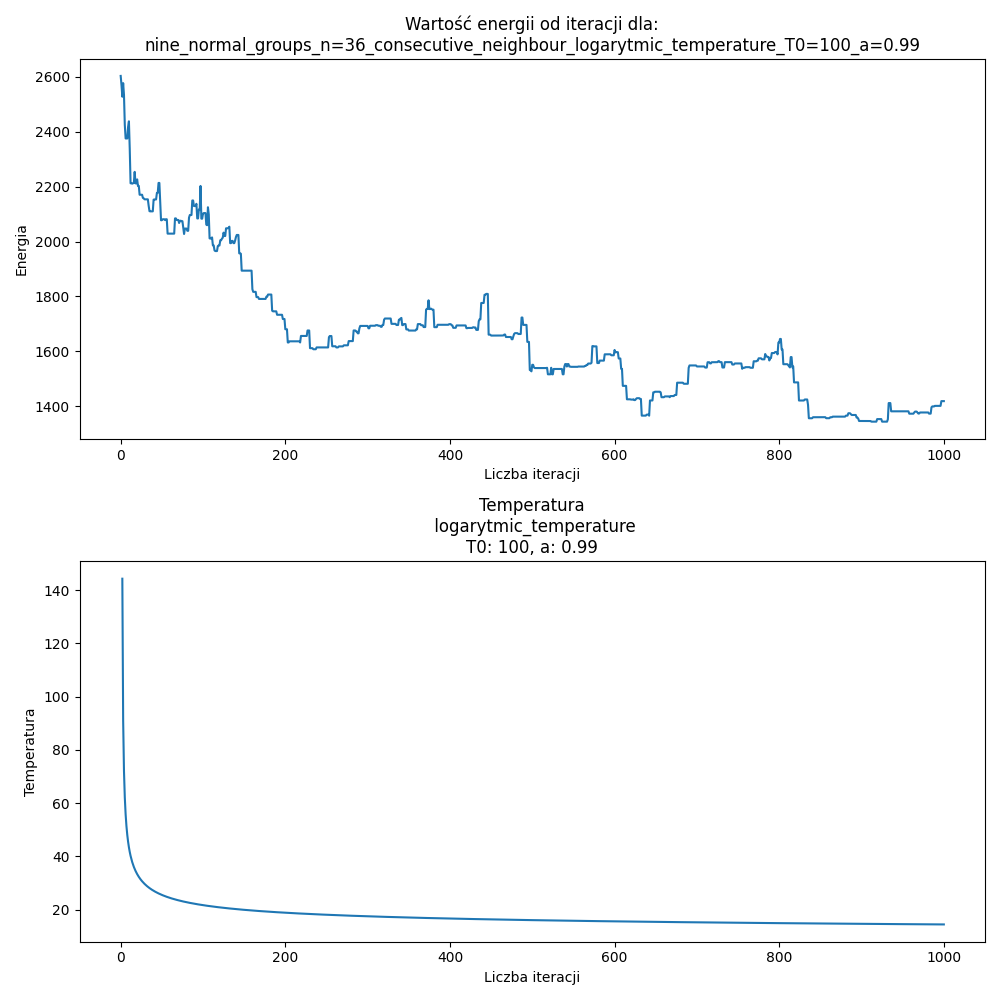 Wartość energii od iteracji dla:
nine_normal_groups_n=36_consecutive_neighbour_logarytmic_temperature_T0=100_a=0.99
2600
2400
2200
2000
1800
1600
1400
Energia
0 200 400 600 800 1000
Liczba iteracji
Temperatura
logarytmic_temperature
T0: 100, a: 0.99
140
120
100
80
60
40
20
Temperatura
0 200 400 600 800 1000
Liczba iteracji